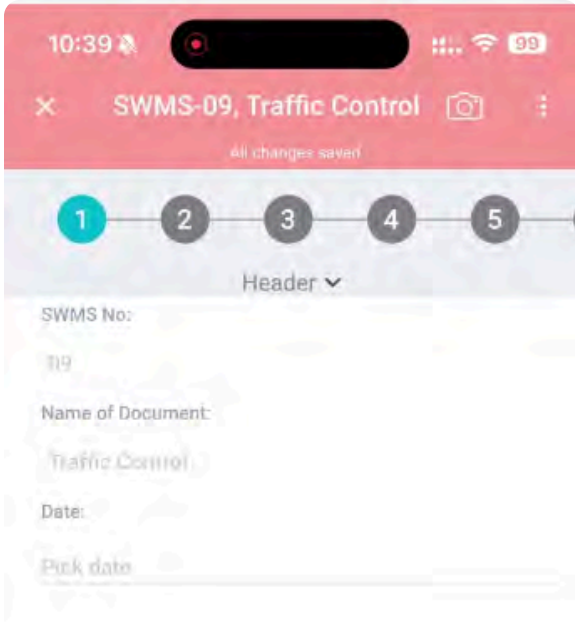 10:39
99
SWMS-09, Traffic Control
All changes saved
1 2 3 4 5
Header
SWMS No:
Name of Document:
Traffic Control
Date:
Pick date